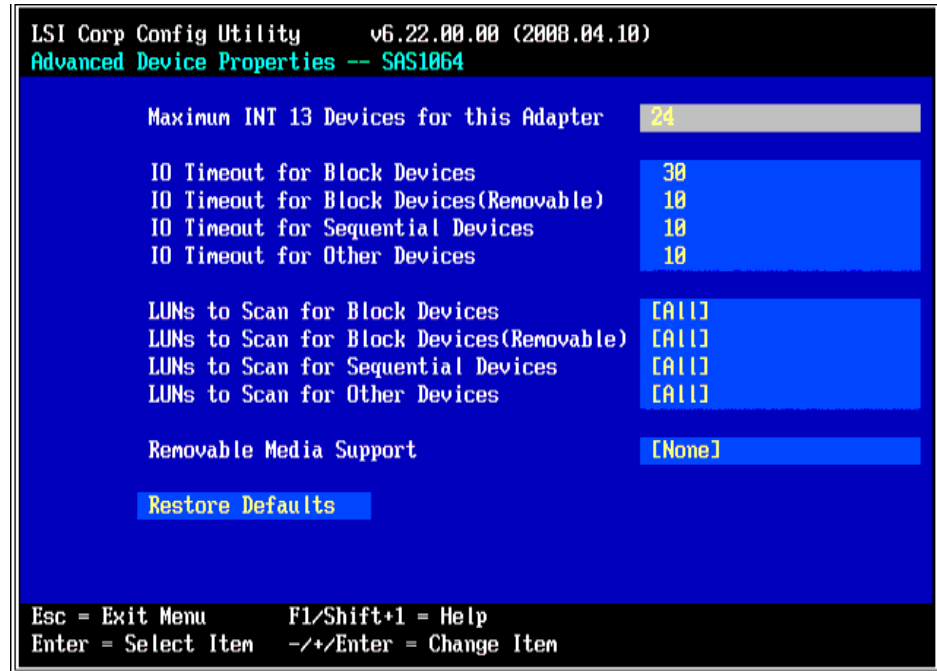 LSI Corp Config Utility v6.22.00.00 (2008.04.10)
Advanced Device Properties -- SAS1064
Maximum INT 13 Devices for this Adapter 24
IO Timeout for Block Devices 30
IO Timeout for Block Devices(Removable) 10
IO Timeout for Sequential Devices 10
IO Timeout for Other Devices 10
LUNs to Scan for Block Devices [All]
LUNs to Scan for Block Devices(Removable) [All]
LUNs to Scan for Sequential Devices [All]
LUNs to Scan for Other Devices [All]
Removable Media Support [None]
Restore Defaults
Esc = Exit Menu F1/Shift+1 = Help
Enter = Select Item -/+/Enter = Change Item